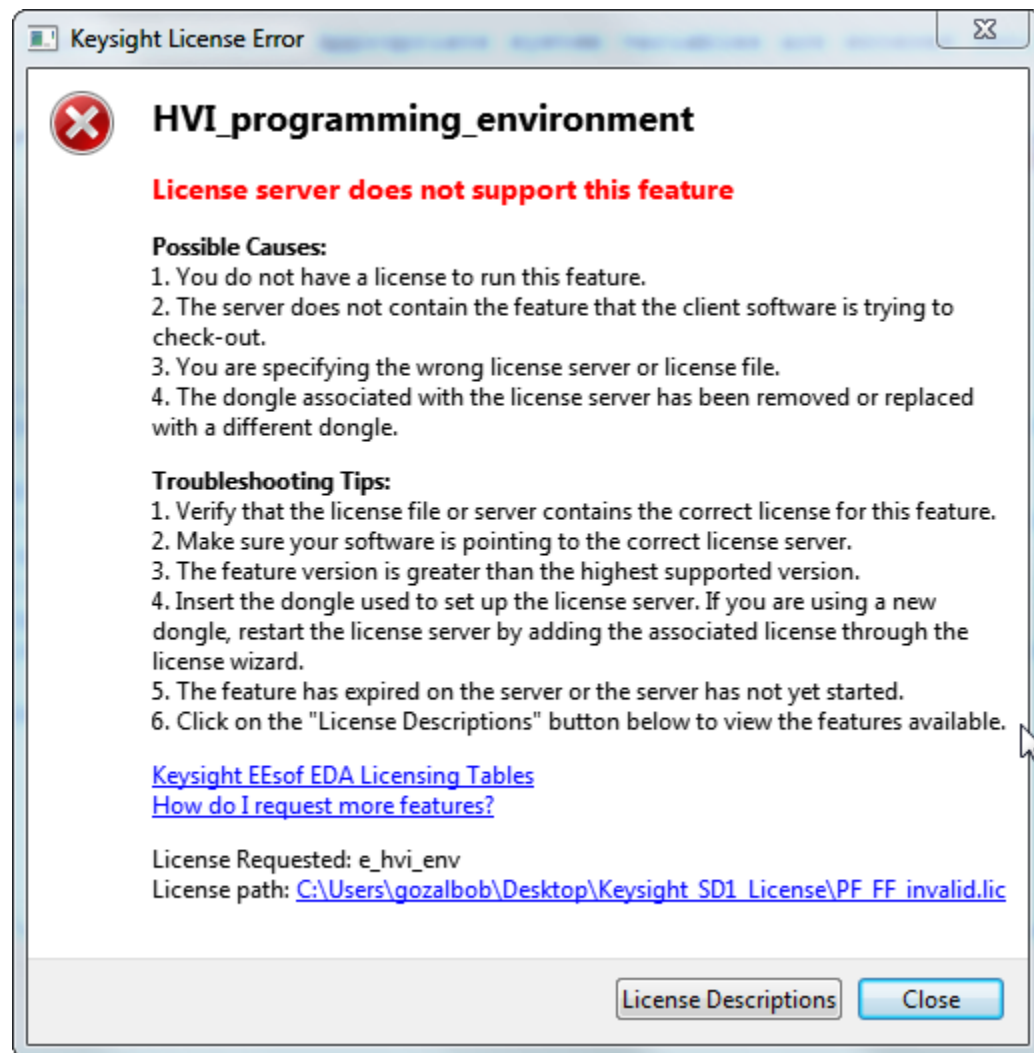 Keysight License Error
HVI_programming_environment
License server does not support this feature
Possible Causes:
1. You do not have a license to run this feature.
2. The server does not contain the feature that the client software is trying to
check-out.
3. You are specifying the wrong license server or license file.
4. The dongle associated with the license server has been removed or replaced
with a different dongle.
Troubleshooting Tips:
1. Verify that the license file or server contains the correct license for this feature.
2. Make sure your software is pointing to the correct license server.
3. The feature version is greater than the highest supported version.
4. Insert the dongle used to set up the license server. If you are using a new
dongle, restart the license server by adding the associated license through the
license wizard.
5. The feature has expired on the server or the server has not yet started.
6. Click on the "License Descriptions" button below to view the features available.
Keysight EEsof EDA Licensing Tables
How do I request more features?
License Requested: e_hvi_env
License path: C:\Users\gozalbob\Desktop\Keysight_SD1_License\PF_FF_invalid.lic
License Descriptions
Close